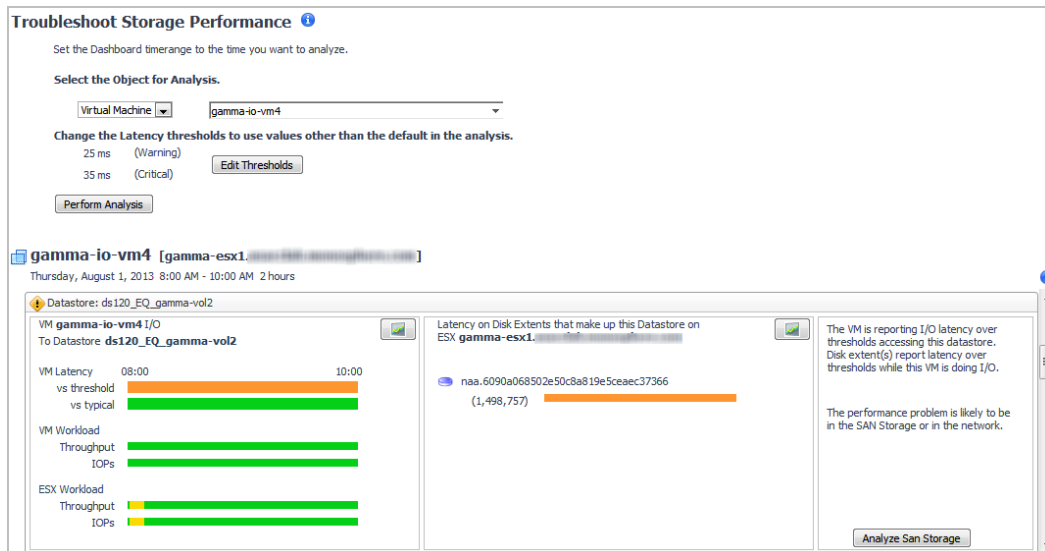 Troubleshoot Storage Performance
Set the Dashboard timerange to the time you want to analyze.
Select the Object for Analysis.
Virtual Machine gamma-io-vm4
Change the Latency thresholds to use values other than the default in the analysis.
25 ms (Warning)
35 ms (Critical)
Edit Thresholds
Perform Analysis
gamma-io-vm4 [gamma-esx1. ]
Thursday, August 1, 2013 8:00 AM - 10:00 AM 2 hours
Datastore: ds120_EQ_gamma-vol2
VM gamma-io-vm4 I/O
To Datastore ds120_EQ_gamma-vol2
VM Latency 08:00 10:00
vs threshold
vs typical
VM Workload
Throughput
IOPs
ESX Workload
Throughput
IOPs
Latency on Disk Extents that make up this Datastore on
ESX gamma-esx1.
naa.6090a068502e50c8a819e5ceaec37366
(1,498,757)
The VM is reporting I/O latency over
thresholds accessing this datastore.
Disk extent(s) report latency over
thresholds while this VM is doing I/O.
The performance problem is likely to be
in the SAN Storage or in the network.
Analyze San Storage